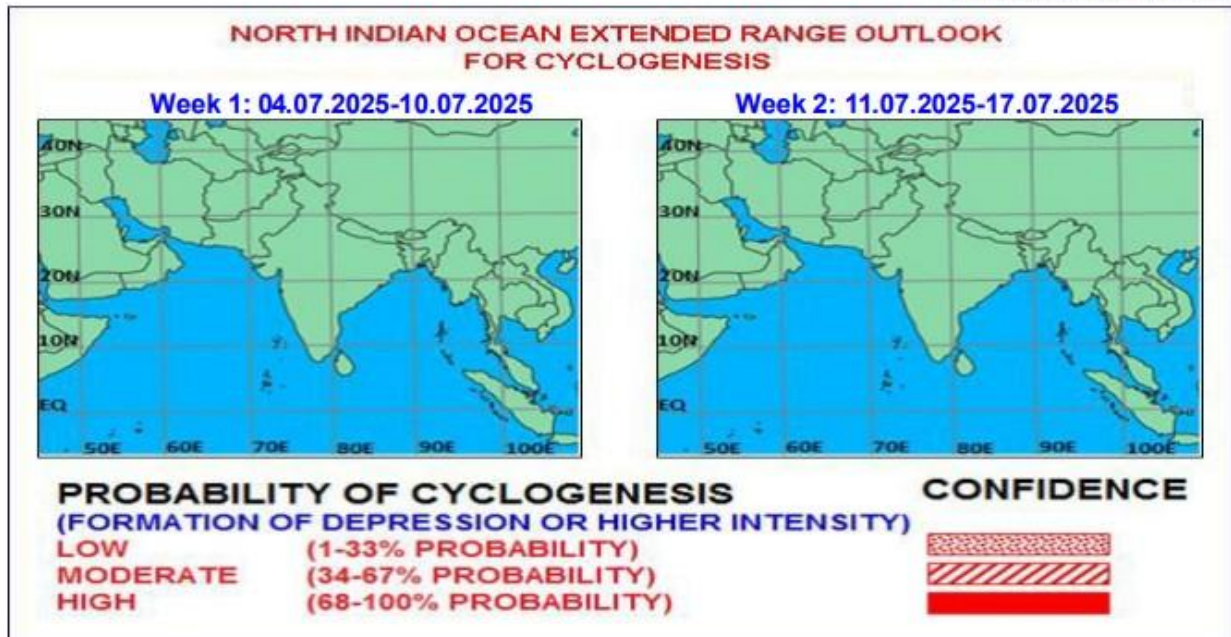 NORTH INDIAN OCEAN EXTENDED RANGE OUTLOOK
FOR CYCLOGENESIS
Week 1: 04.07.2025-10.07.2025
Week 2: 11.07.2025-17.07.2025
40N
30N
20N
10N
EQ
50E 60E 70E 80E 90E 100E
40N
30N
20N
10N
EQ
50E 60E 70E 80E 90E 100E
PROBABILITY OF CYCLOGENESIS
CONFIDENCE
(FORMATION OF DEPRESSION OR HIGHER INTENSITY)
LOW (1-33% PROBABILITY)
MODERATE (34-67% PROBABILITY)
HIGH (68-100% PROBABILITY)